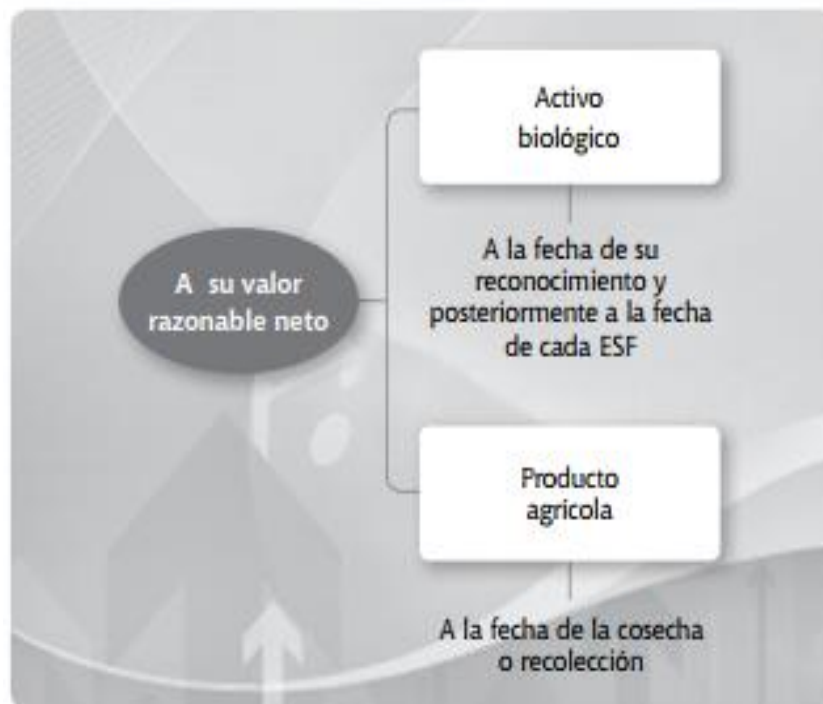 Activo
biológico
A la fecha de su
reconocimiento y
posteriormente a la fecha
de cada ESF
A su valor
razonable neto
Producto
agrícola
A la fecha de la cosecha
o recolección